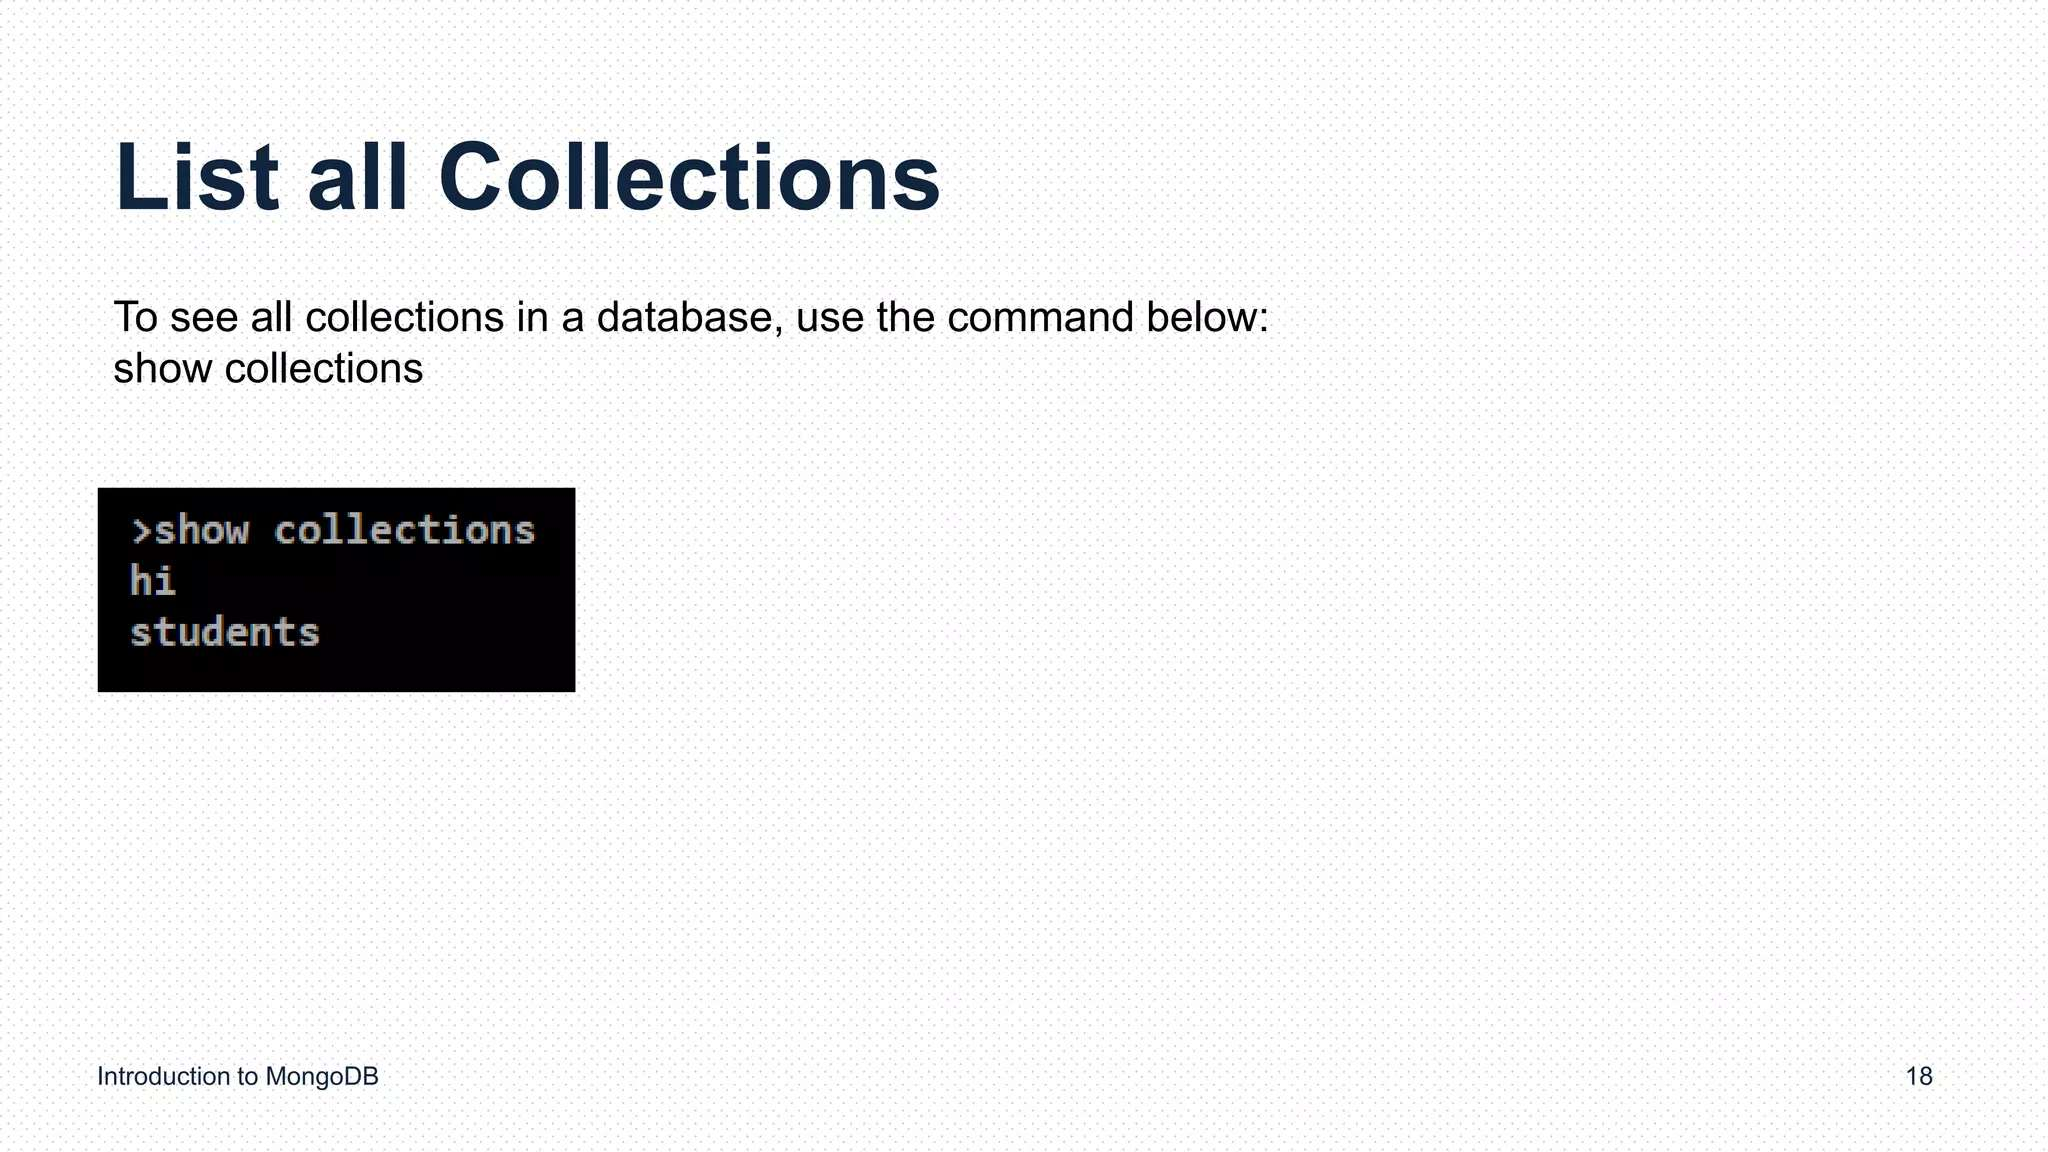 List all Collections
To see all collections in a database, use the command below:
show collections
>show collections
hi
students
Introduction to MongoDB
18